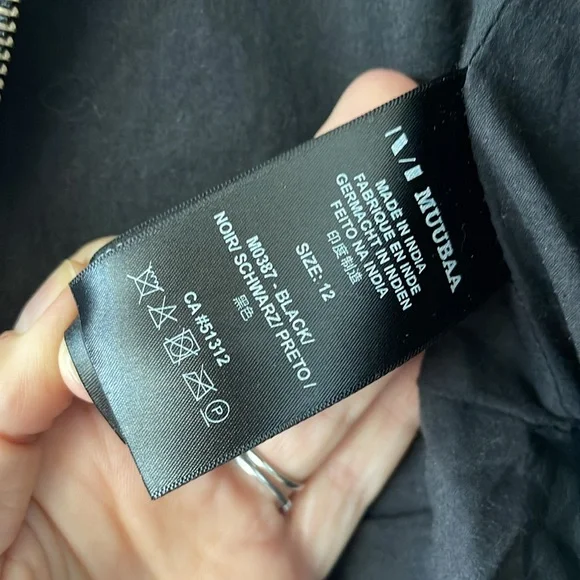 MUUBAA
MADE IN INDIA
FABRIQUE EN INDE
GERMACHT IN INDIEN
FEITO NA INDIA
印度制造
SIZE: 12
M0387 - BLACK/
NOIR/ SCHWARZ/ PRETO /
黑色
CA #51312
P